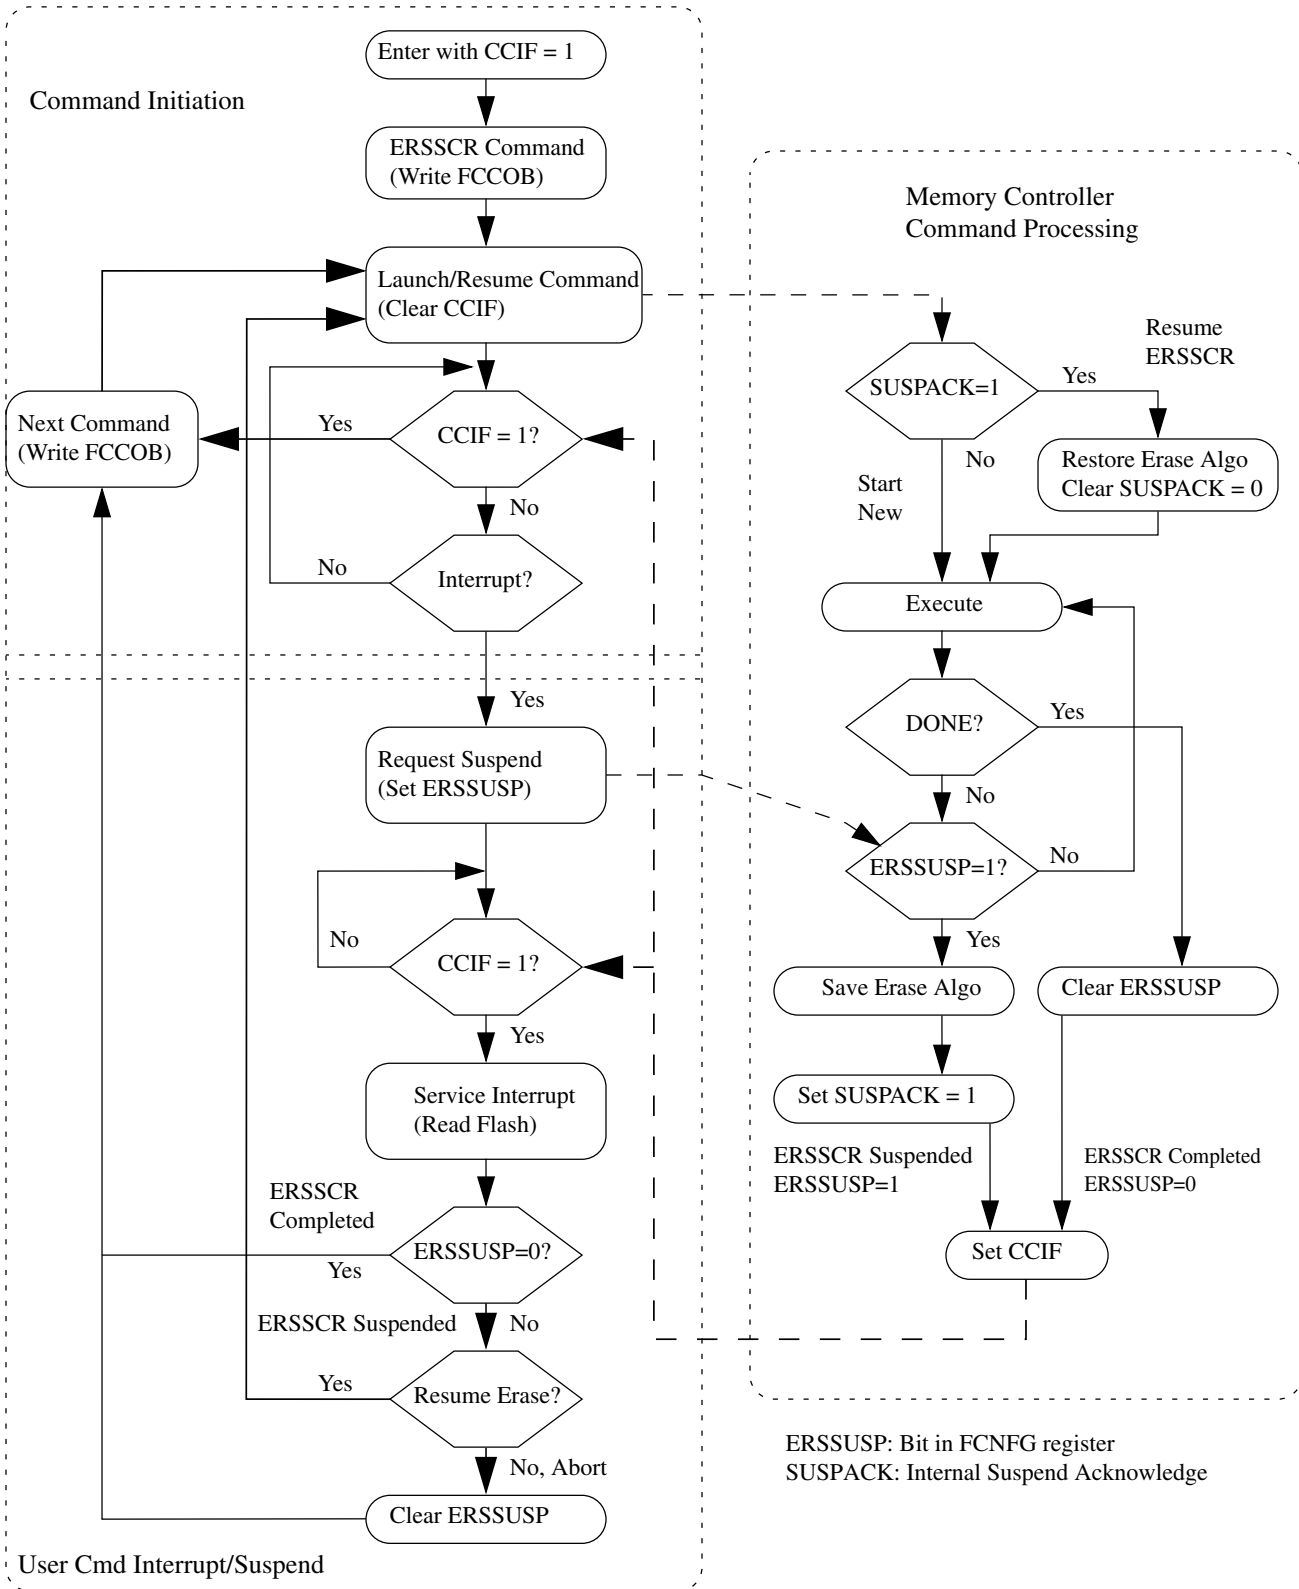 Enter with CCIF = 1
Command Initiation
ERSSCR Command
(Write FCCOB)
Launch/Resume Command
(Clear CCIF)
Next Command
(Write FCCOB)
Yes
CCIF = 1?
No
No
Interrupt?
Yes
Request Suspend
(Set ERSSUSP)
No
CCIF = 1?
Yes
Service Interrupt
(Read Flash)
ERSSCR
Completed
ERSSUSP=0?
Yes
ERSSCR Suspended
No
Yes
Resume Erase?
No, Abort
Clear ERSSUSP
User Cmd Interrupt/Suspend
Memory Controller
Command Processing
Resume
ERSSCR
SUSPACK=1
Yes
No
Restore Erase Algo
Clear SUSPACK = 0
Start
New
Execute
DONE?
Yes
No
ERSSUSP=1?
No
Yes
Save Erase Algo
Clear ERSSUSP
Set SUSPACK = 1
ERSSCR Suspended
ERSSUSP=1
ERSSCR Completed
ERSSUSP=0
Set CCIF
ERSSUSP: Bit in FCNFG register
SUSPACK: Internal Suspend Acknowledge